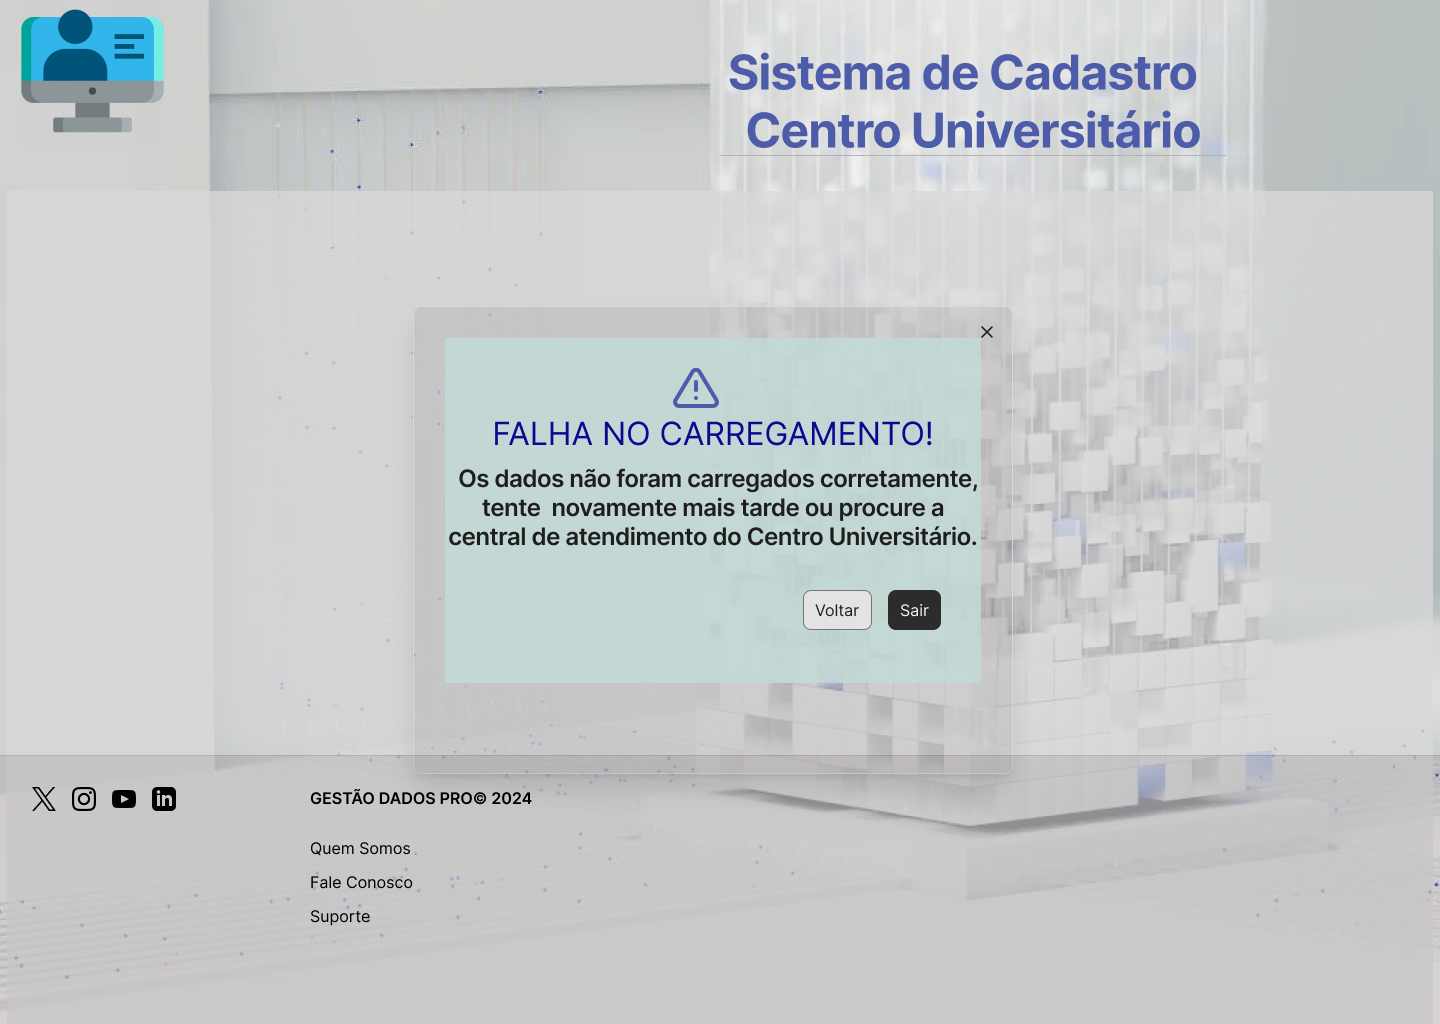 Sistema de Cadastro
Centro Universitário
FALHA NO CARREGAMENTO!
Os dados não foram carregados corretamente,
tente  novamente mais tarde ou procure a
central de atendimento do Centro Universitário.
Voltar
Sair
GESTÃO DADOS PRO© 2024
Quem Somos
Fale Conosco
Suporte